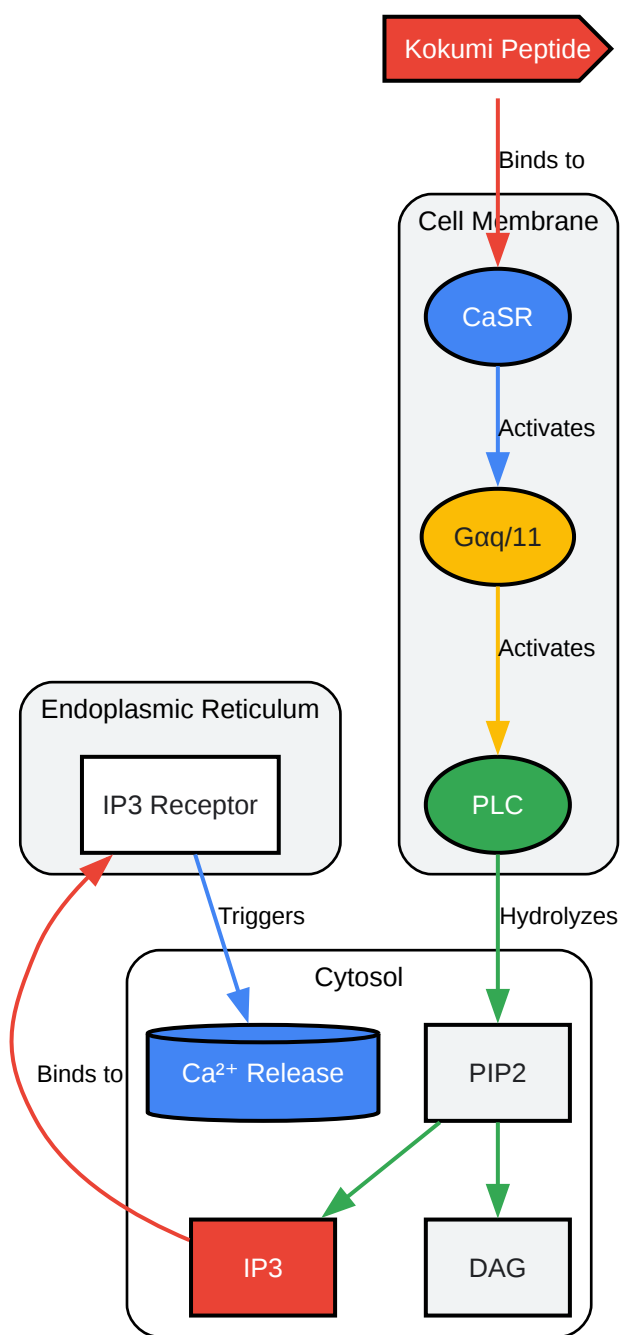 Kokumi Peptide
Binds to
Cell Membrane
CaSR
Activates
Gαq/11
Activates
Endoplasmic Reticulum
IP3 Receptor
PLC
Triggers
Hydrolyzes
Cytosol
Ca²⁺ Release
PIP2
Binds to
IP3
DAG